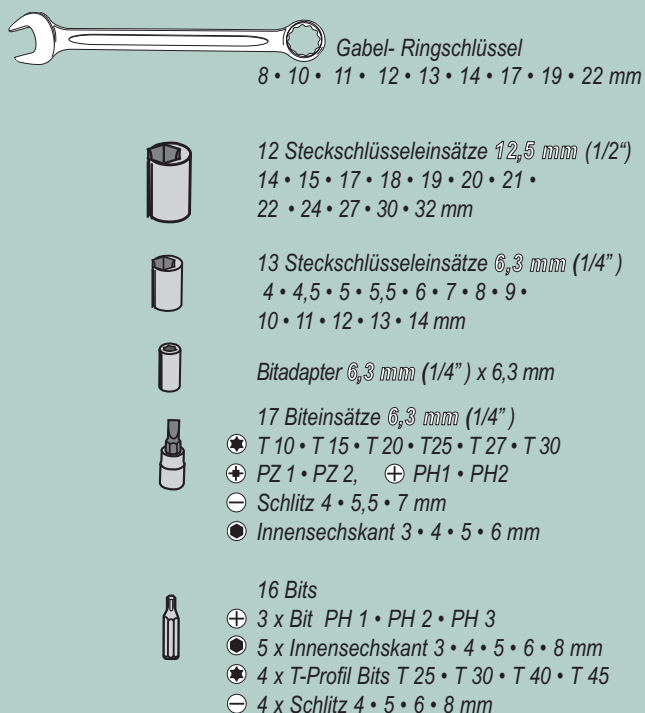 Gabel- Ringschlüssel
8 • 10 • 11 • 12 • 13 • 14 • 17 • 19 • 22 mm
12 Steckschlüsseleinsätze 12,5 mm (1/2“)
14 • 15 • 17 • 18 • 19 • 20 • 21 •
22 • 24 • 27 • 30 • 32 mm
13 Steckschlüsseleinsätze 6,3 mm (1/4” )
4 • 4,5 • 5 • 5,5 • 6 • 7 • 8 • 9 •
10 • 11 • 12 • 13 • 14 mm
Bitadapter 6,3 mm (1/4” ) x 6,3 mm
17 Biteinsätze 6,3 mm (1/4” )
T 10 • T 15 • T 20 • T25 • T 27 • T 30
PZ 1 • PZ 2, PH1 • PH2
Schlitz 4 • 5,5 • 7 mm
Innensechskant 3 • 4 • 5 • 6 mm
16 Bits
3 x Bit PH 1 • PH 2 • PH 3
5 x Innensechskant 3 • 4 • 5 • 6 • 8 mm
4 x T-Profil Bits T 25 • T 30 • T 40 • T 45
4 x Schlitz 4 • 5 • 6 • 8 mm